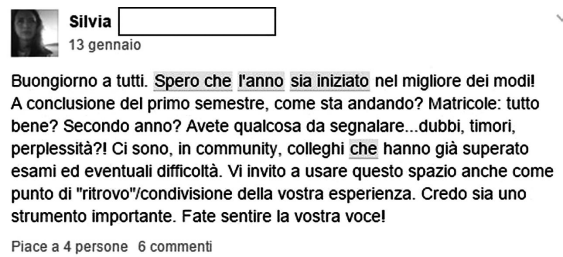 Silvia
13 gennaio
Buongiorno a tutti. Spero che l'anno sia iniziato nel migliore dei modi!
A conclusione del primo semestre, come sta andando? Matricole: tutto
bene? Secondo anno? Avete qualcosa da segnalare...dubbi, timori,
perplessità?! Ci sono, in community, colleghi che hanno già superato
esami ed eventuali difficoltà. Vi invito a usare questo spazio anche come
punto di "ritrovo"/condivisione della vostra esperienza. Credo sia uno
strumento importante. Fate sentire la vostra voce!
Piace a 4 persone 6 commenti